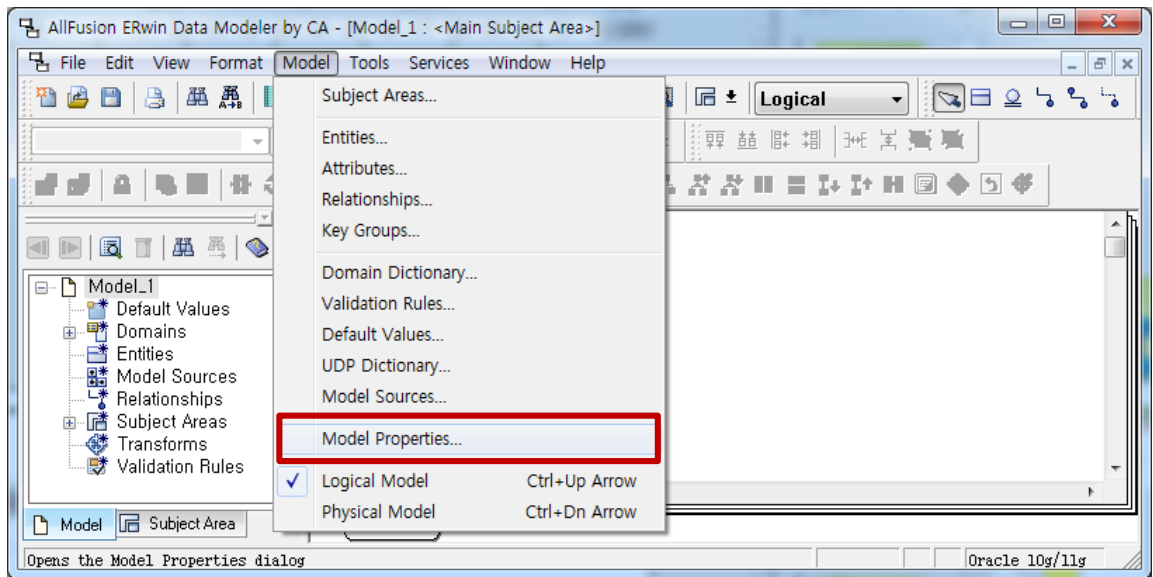 AllFusion ERwin Data Modeler by CA - [Model_1 : <Main Subject Area>]
File Edit View Format Model Tools Services Window Help
Subject Areas...
Logical
Entities...
Attributes...
Relationships...
Key Groups...
Domain Dictionary...
Validation Rules...
Default Values...
UDP Dictionary...
Model Sources...
Model Properties...
Logical Model Ctrl+Up Arrow
Physical Model Ctrl+Dn Arrow
Model_1
Default Values
Domains
Entities
Model Sources
Relationships
Subject Areas
Transforms
Validation Rules
Model Subject Area
Opens the Model Properties dialog
Oracle 10g/11g